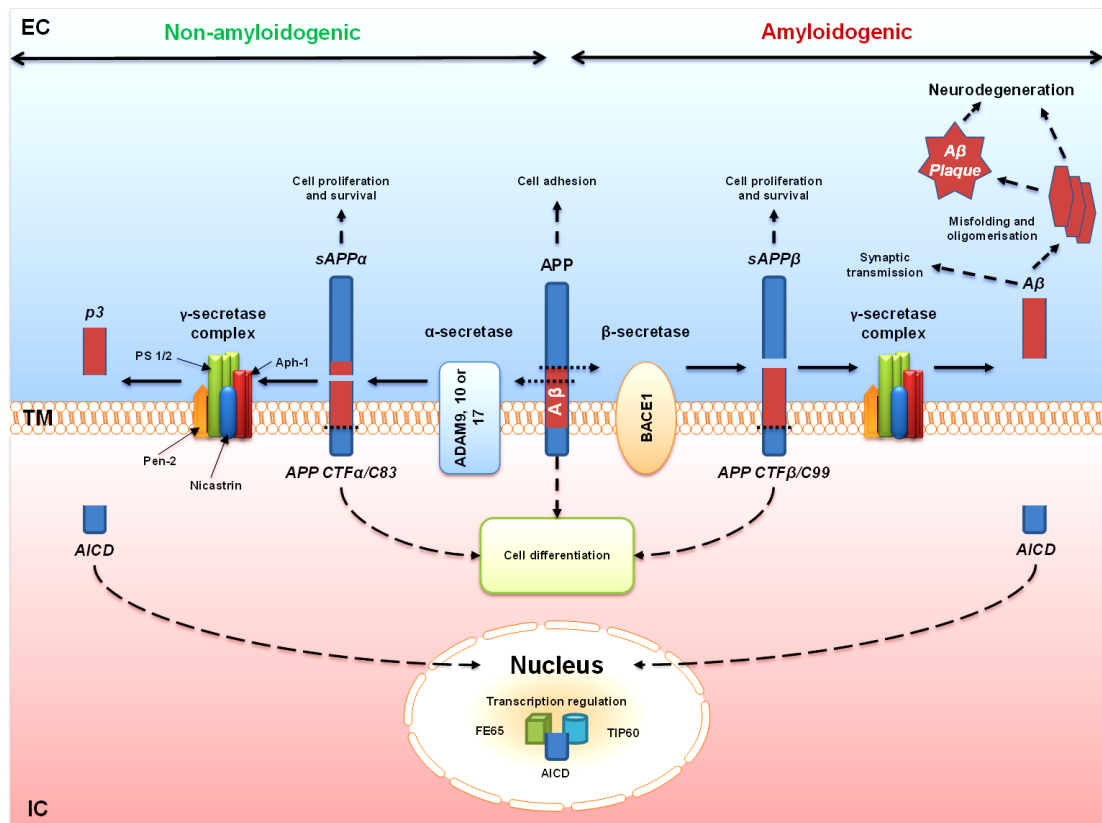 EC
Non-amyloidogenic
Amyloidogenic
Neurodegeneration
Aβ
Plaque
Cell proliferation
and survival
Cell adhesion
Cell proliferation
and survival
Misfolding and
oligomerisation
Synaptic
transmission
sAPPα
APP
sAPPβ
Aβ
p3
γ-secretase
complex
α-secretase
β-secretase
γ-secretase
complex
PS 1/2
Aph-1
ADAM9, 10 or
17
A β
BACE1
TM
Pen-2
Nicastrin
APP CTFα/C83
APP CTFβ/C99
AICD
Cell differentiation
AICD
Nucleus
Transcription regulation
FE65
TIP60
AICD
IC